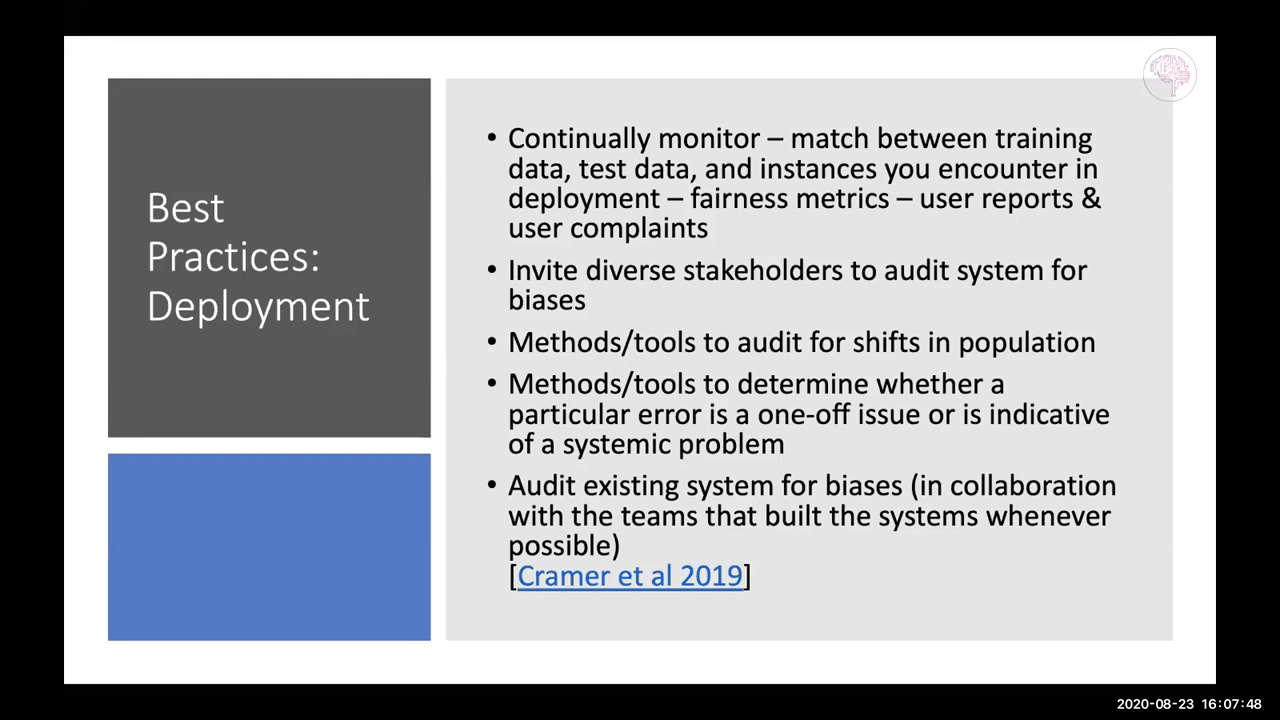 Best
Practices:
Deployment
• Continually monitor – match between training
data, test data, and instances you encounter in
deployment – fairness metrics – user reports &
user complaints
• Invite diverse stakeholders to audit system for
biases
• Methods/tools to audit for shifts in population
• Methods/tools to determine whether a
particular error is a one-off issue or is indicative
of a systemic problem
• Audit existing system for biases (in collaboration
with the teams that built the systems whenever
possible)
[Cramer et al 2019]
2020-08-23 16:07:48